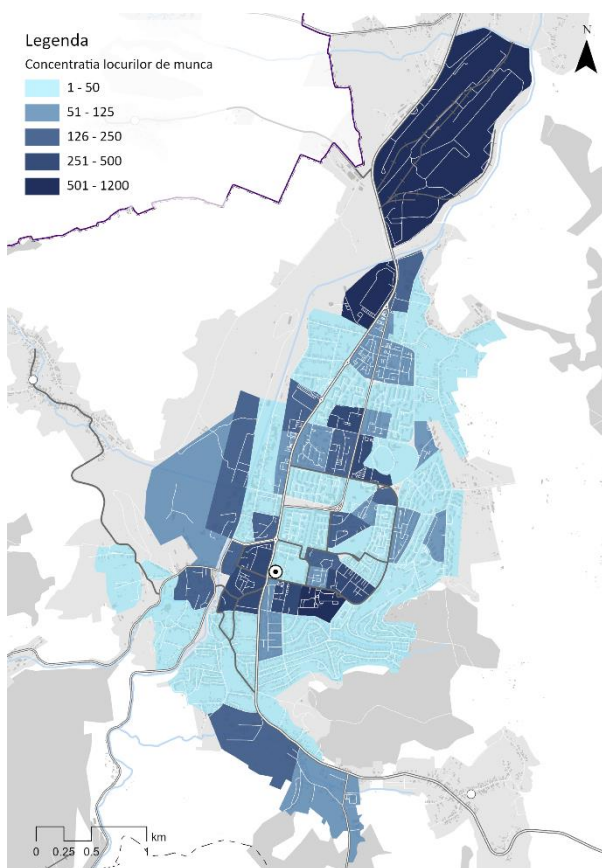 Legenda
Concentratia locurilor de munca
1 - 50
51 - 125
126 - 250
251 - 500
501 - 1200
N
km
0 0.25 0.5 1